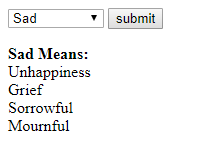 Sad submit
Sad Means:
Unhappiness
Grief
Sorrowful
Mournful